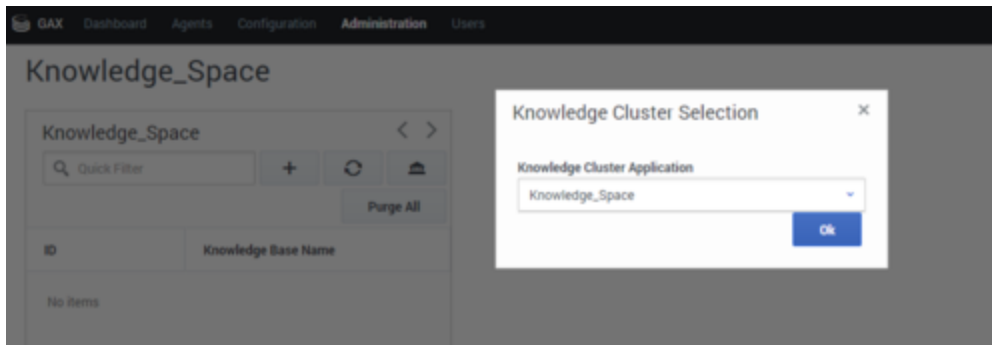 GAX Dashboard Agents Configuration Administration Users
Knowledge_Space
Knowledge_Space
Quick Filter
Purge All
ID Knowledge Base Name
No items
Knowledge Cluster Selection
Knowledge Cluster Application
Knowledge_Space
Ok